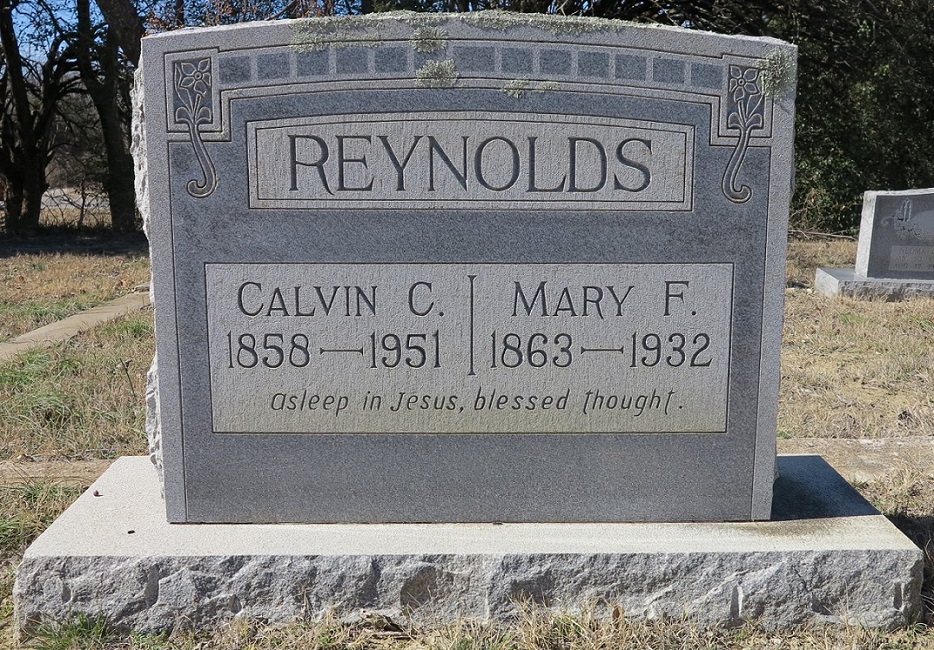 REYNOLDS
CALVIN C. MARY F.
1858—1951 1863—1932
asleep in Jesus, blessed thought.